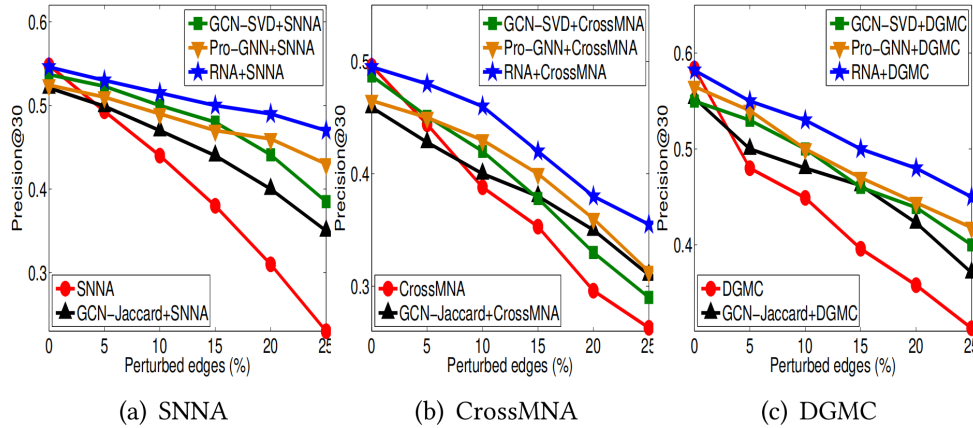 0.6
0.5
0.4
0.3
Precision@30
GCN-SVD+SNNA
Pro-GNN+SNNA
RNA+SNNA
SNNA
GCN-Jaccard+SNNA
0 5 10 15 20 25
Perturbed edges (%)
(a) SNNA
0.5
0.4
0.3
Precision@30
GCN-SVD+CrossMNA
Pro-GNN+CrossMNA
RNA+CrossMNA
CrossMNA
GCN-Jaccard+CrossMNA
0 5 10 15 20 25
Perturbed edges (%)
(b) CrossMNA
0.6
0.5
0.4
Precision@30
GCN-SVD+DGMC
Pro-GNN+DGMC
RNA+DGMC
DGMC
GCN-Jaccard+DGMC
0 5 10 15 20 25
Perturbed edges (%)
(c) DGMC